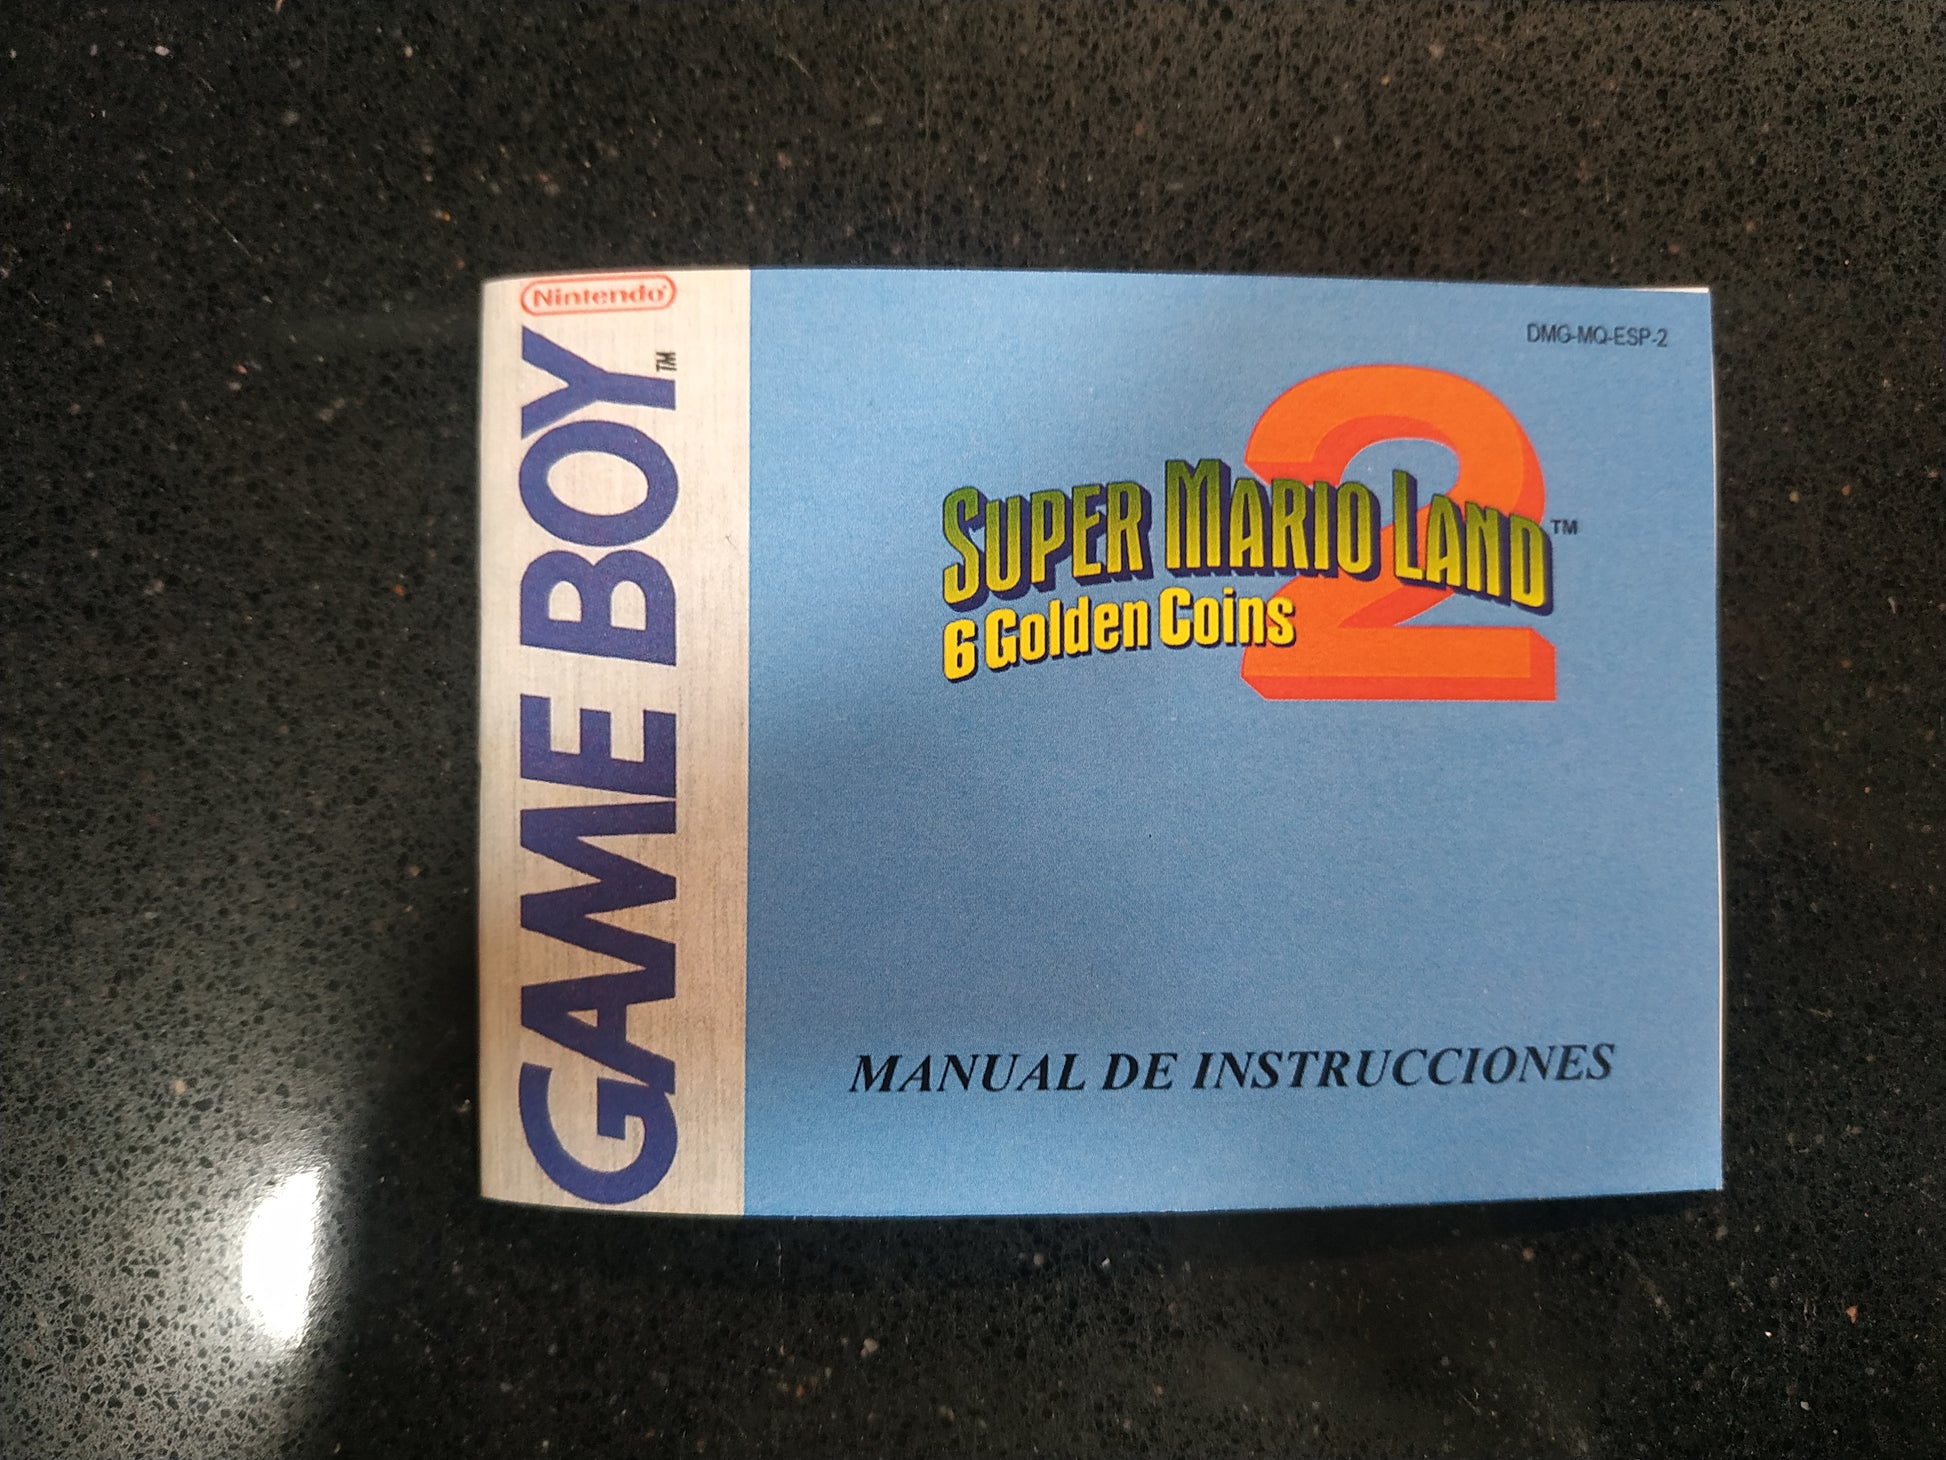 Nintendo
GAME BOY™
DMG-MQ-ESP-2
2
SUPER MARIO LAND™
6 Golden Coins
MANUAL DE INSTRUCCIONES